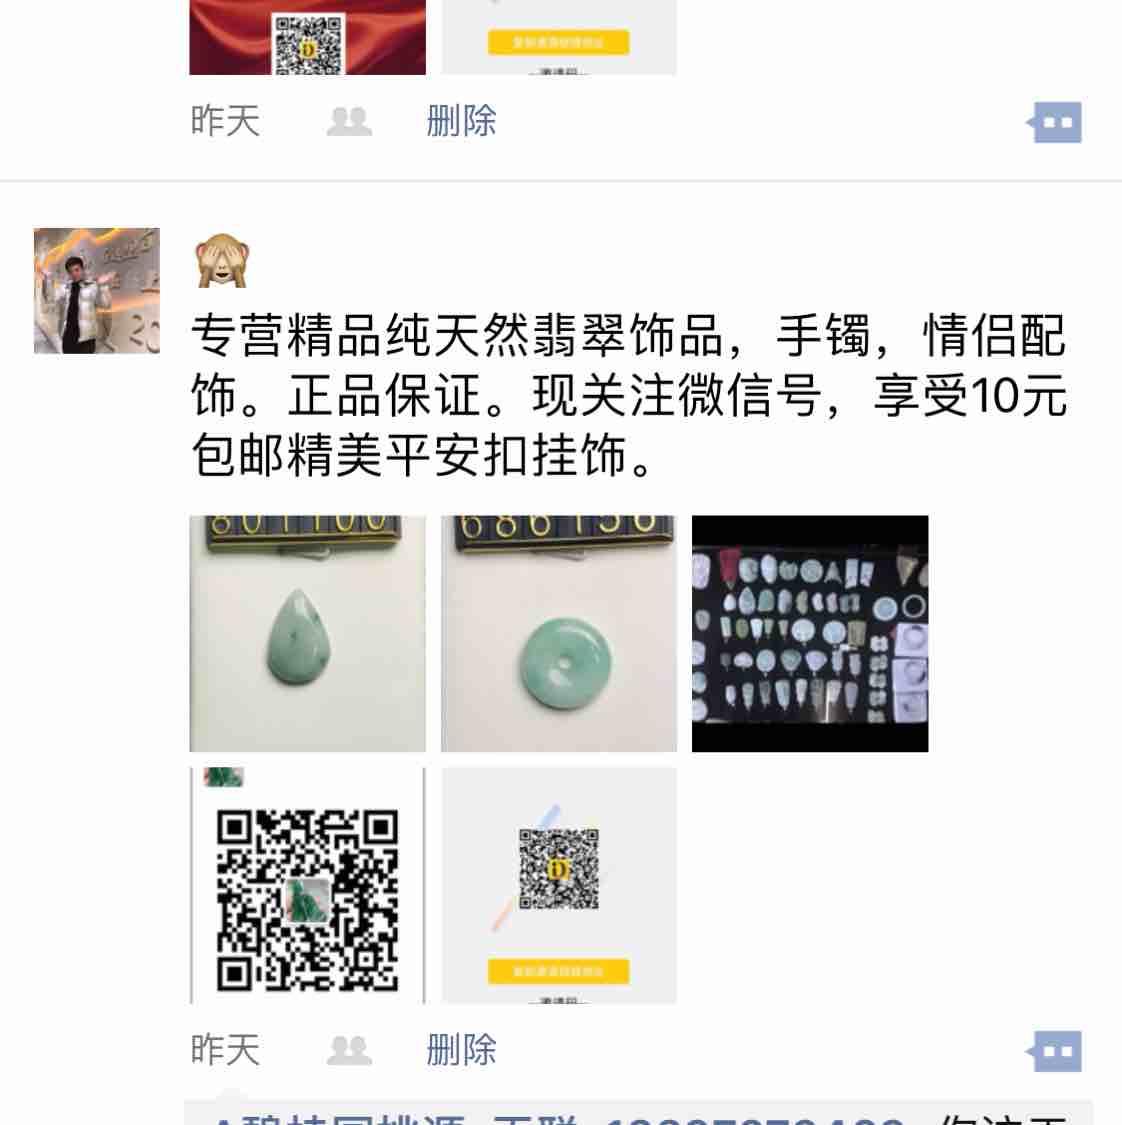 昨天 删除
专营精品纯天然翡翠饰品，手镯，情侣配
饰。正品保证。现关注微信号，享受10元
包邮精美平安扣挂饰。
801100
昨天 删除